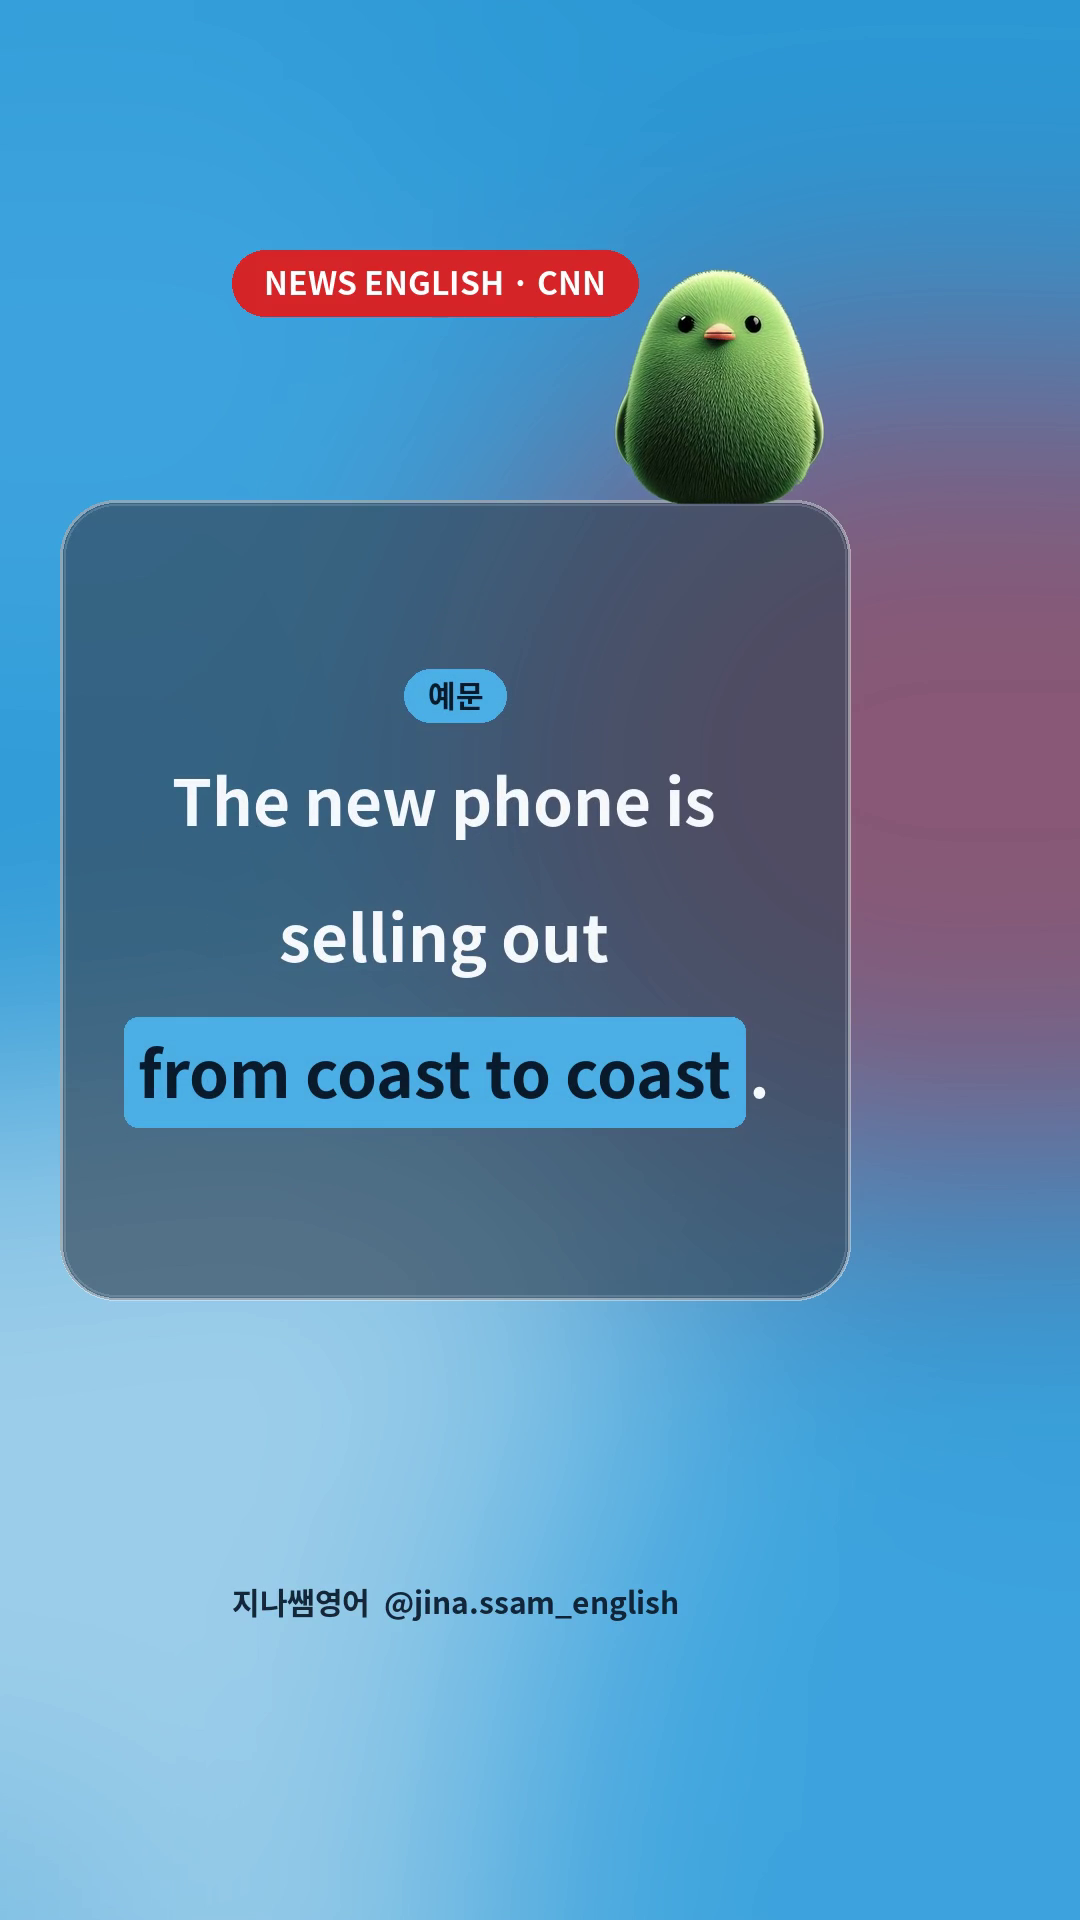 NEWS ENGLISH · CNN
예문
The new phone is
selling out
from coast to coast.
지나쌤영어 @jina.ssam_english